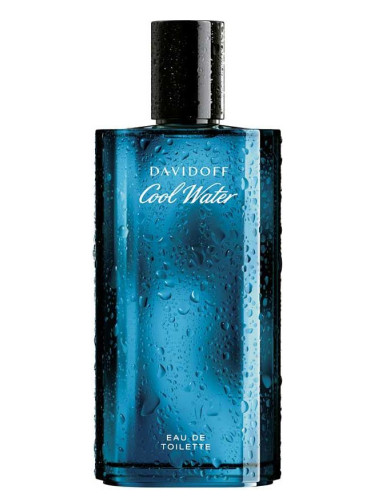 DAVIDOFF
Cool Water
EAU DE
TOILETTE